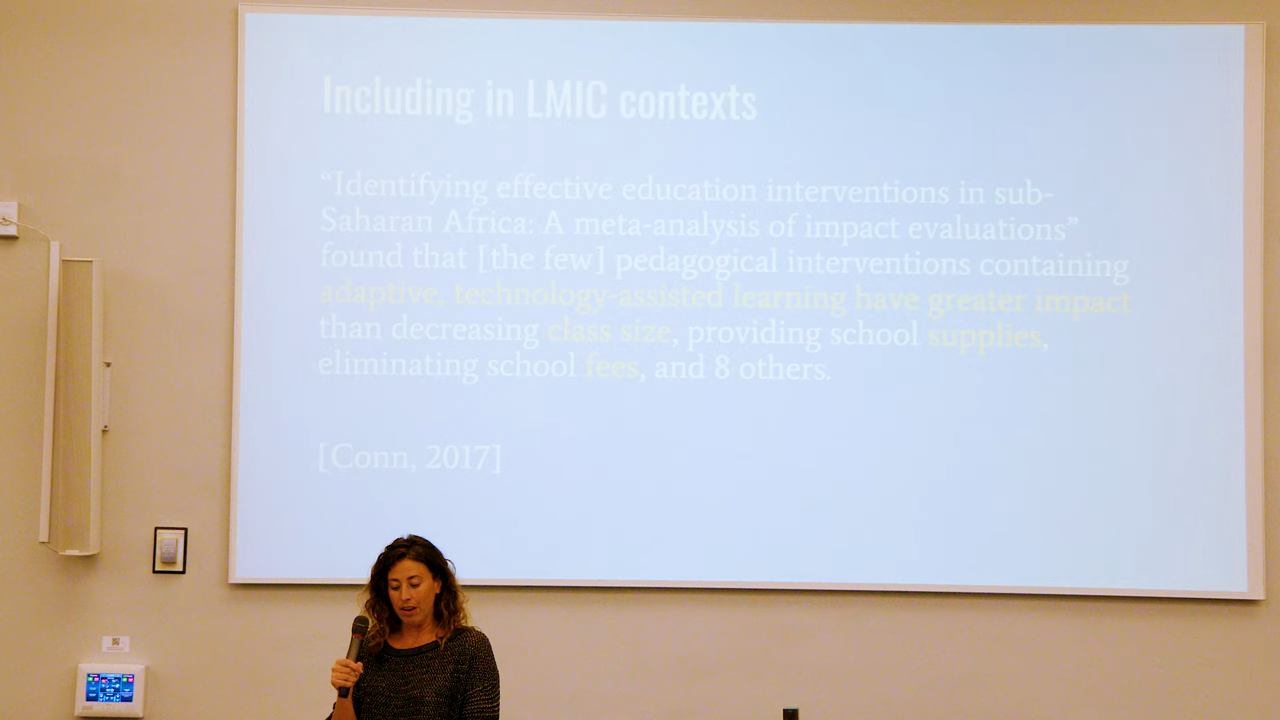 Including in LMIC contexts
“Identifying effective education interventions in sub-
Saharan Africa: A meta-analysis of impact evaluations”
found that [the few] pedagogical interventions containing
adaptive, technology-assisted learning have greater impact
than decreasing class size, providing school supplies,
eliminating school fees, and 8 others.
[Conn, 2017]